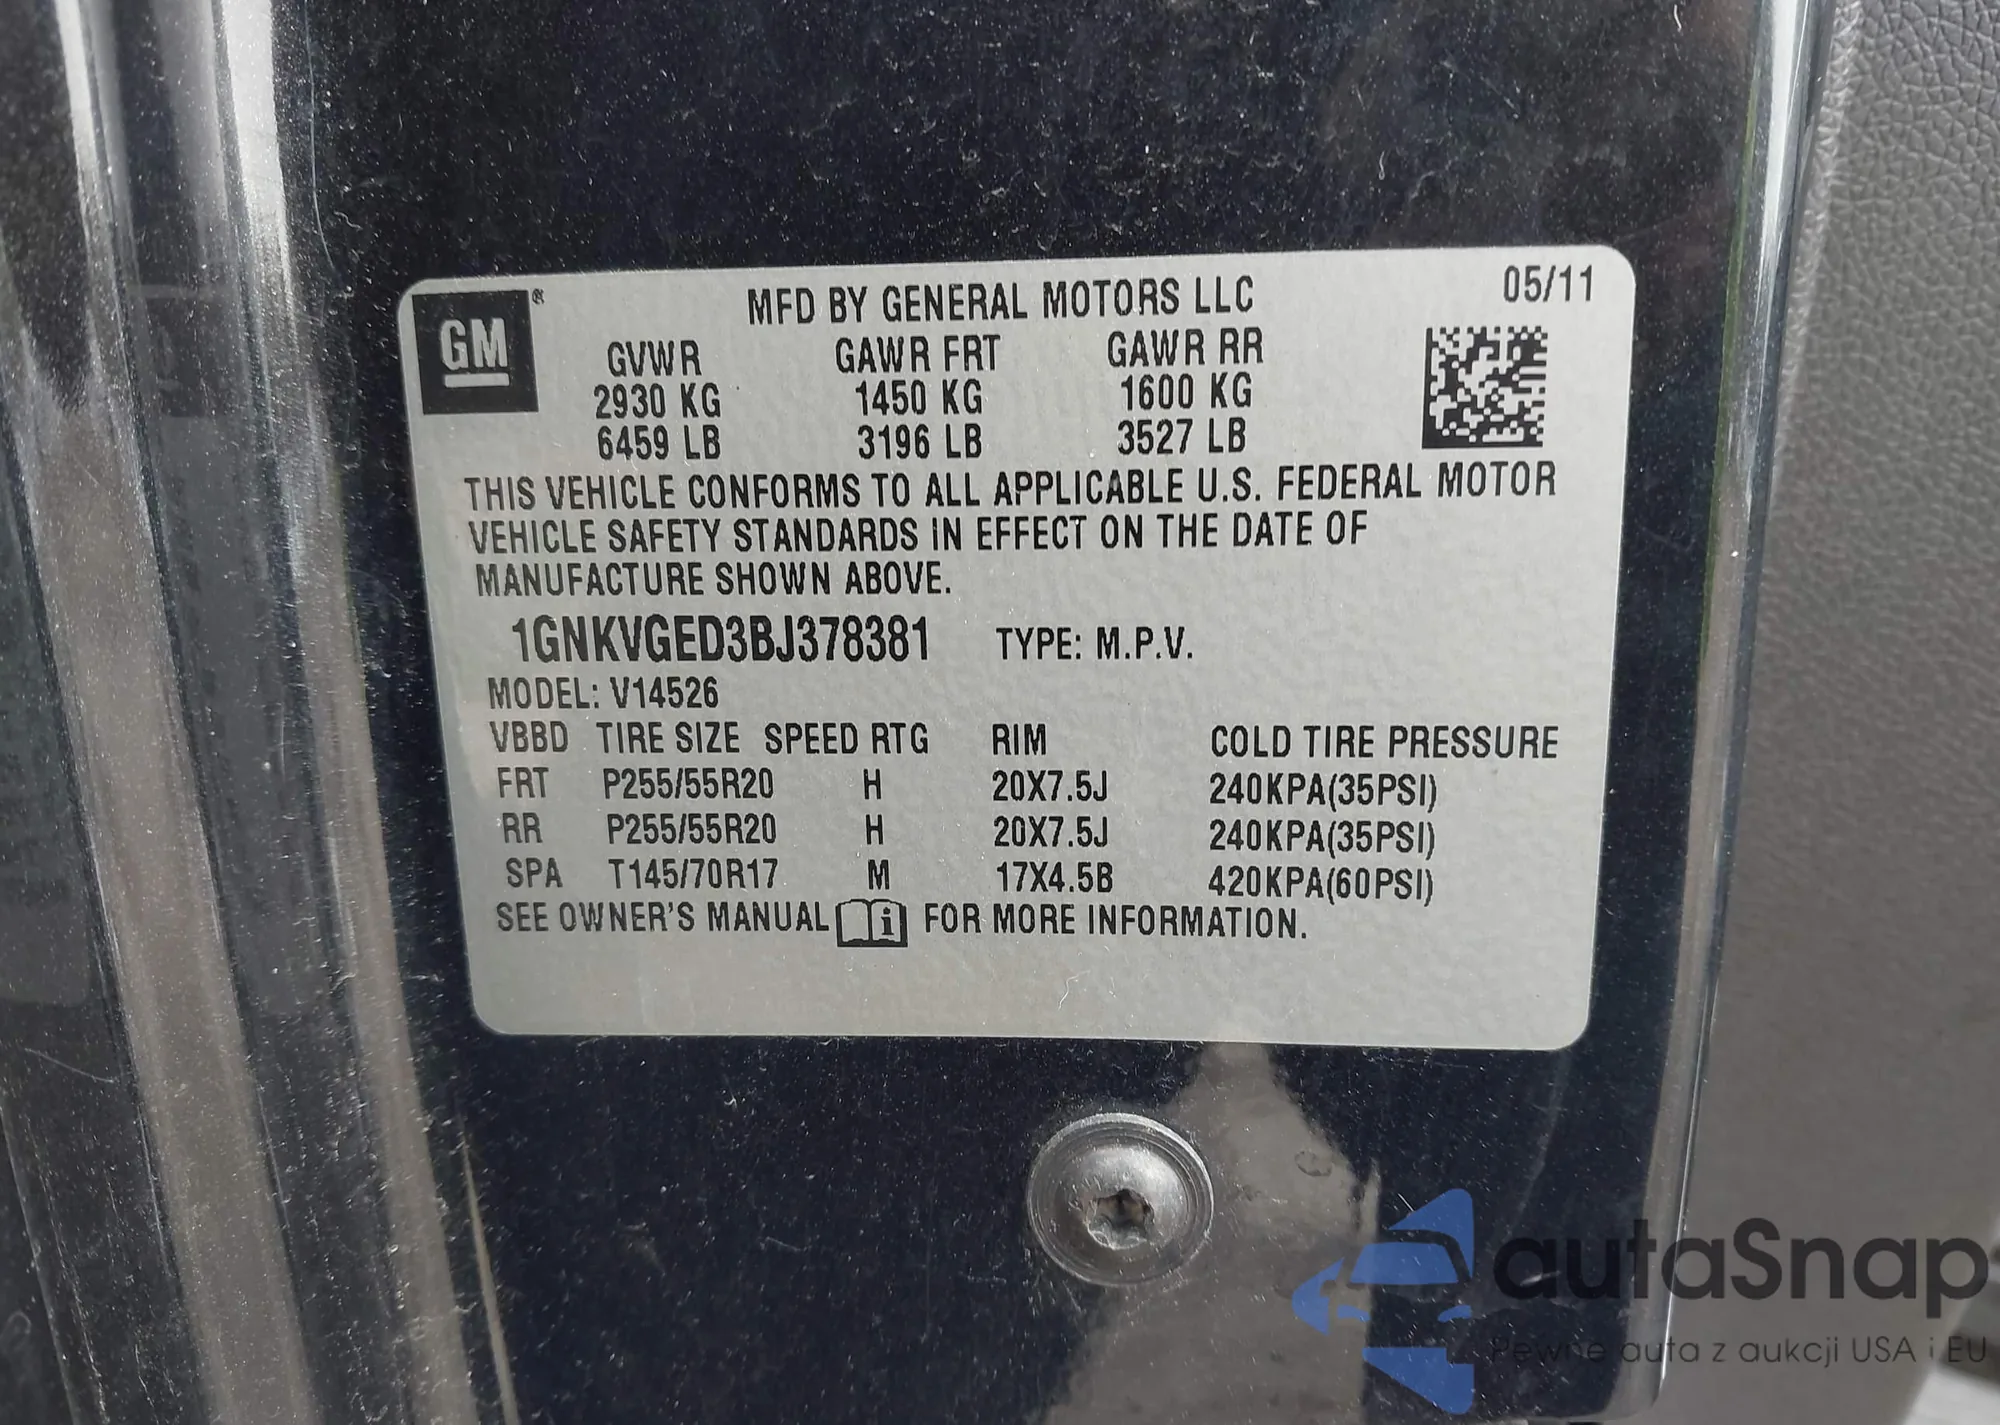 GM ®
MFD BY GENERAL MOTORS LLC 05/11
GVWR GAWR FRT GAWR RR
2930 KG 1450 KG 1600 KG
6459 LB 3196 LB 3527 LB
THIS VEHICLE CONFORMS TO ALL APPLICABLE U.S. FEDERAL MOTOR
VEHICLE SAFETY STANDARDS IN EFFECT ON THE DATE OF
MANUFACTURE SHOWN ABOVE.
1GNKVGED3BJ378381 TYPE: M.P.V.
MODEL: V14526
VBBD TIRE SIZE SPEED RTG RIM COLD TIRE PRESSURE
FRT P255/55R20 H 20X7.5J 240KPA(35PSI)
RR P255/55R20 H 20X7.5J 240KPA(35PSI)
SPA T145/70R17 M 17X4.5B 420KPA(60PSI)
SEE OWNER'S MANUAL i FOR MORE INFORMATION.
autaSnap
Pewne auta z aukcji USA i EU